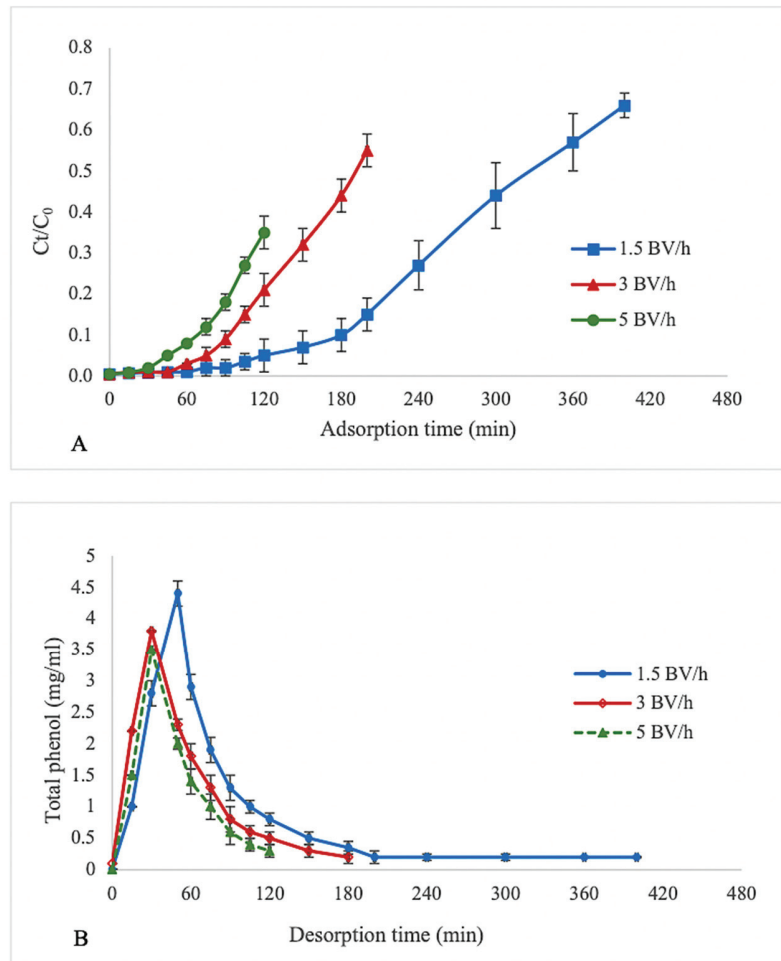 0.8
0.7
0.6
0.5
0.4
0.3
0.2
0.1
0.0
Ct/C₀
1.5 BV/h
3 BV/h
5 BV/h
0 60 120 180 240 300 360 420 480
A Adsorption time (min)
5
4.5
4
3.5
3
2.5
2
1.5
1
0.5
0
Total phenol (mg/ml)
1.5 BV/h
3 BV/h
5 BV/h
0 60 120 180 240 300 360 420 480
B Desorption time (min)